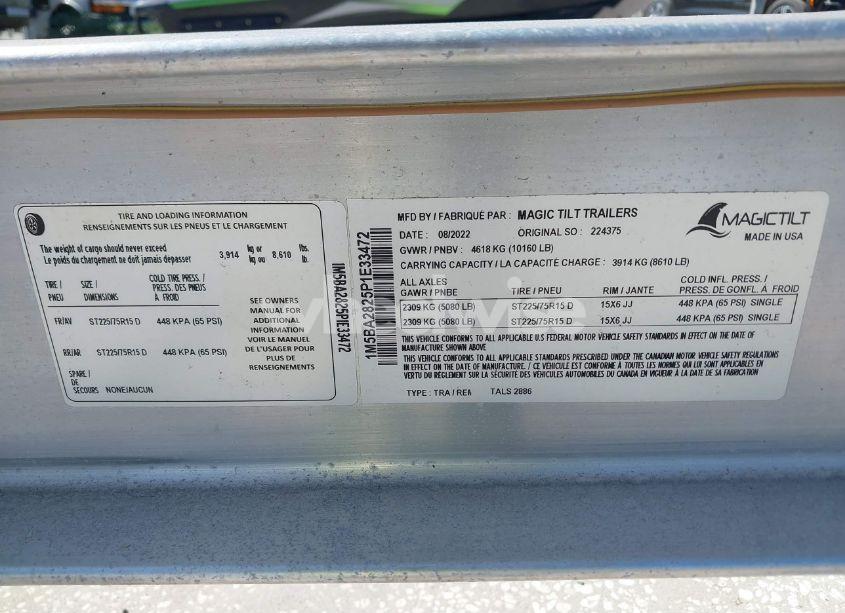 TIRE AND LOADING INFORMATION
RENSEIGNEMENTS SUR LES PNEUS ET LE CHARGEMENT
The weight of cargo should never exceed
Le poids du chargement ne doit jamais depasser
3,914 kg or kg ou 8,610 lbs. lb.
TIRE / PNEU
SIZE / DIMENSIONS
COLD TIRE PRESS. / PRESS. DES PNEUS À FROID
FR/AV ST225/75R15 D 448 KPA (65 PSI)
RR/AR ST225/75R15 D 448 KPA (65 PSI)
SPARE / SECOURS NONE/AUCUN
SEE OWNERS
MANUAL FOR
ADDITIONAL
INFORMATION
VOIR LE MANUEL
DE L'USAGER
POUR PLUS DE
RENSEIGNEMENTS
1M5BA2825P1E33472
1M5BA2825P1E33472
MFD BY / FABRIQUÉ PAR : MAGIC TILT TRAILERS
DATE : 08/2022 ORIGINAL SO : 224375
GVWR / PNBV : 4618 KG (10160 LB)
CARRYING CAPACITY / LA CAPACITÉ CHARGE : 3914 KG (8610 LB)
MAGICTILT
MADE IN USA
ALL AXLES
GAWR / PNBE TIRE / PNEU RIM / JANTE COLD INFL. PRESS. / PRESS. DE GONFL. À FROID
2309 KG (5080 LB) ST225/75R15 D 15X6 JJ 448 KPA (65 PSI) SINGLE
2309 KG (5080 LB) ST225/75R15 D 15X6 JJ 448 KPA (65 PSI) SINGLE
THIS VEHICLE CONFORMS TO ALL APPLICABLE U.S FEDERAL MOTOR VEHICLE SAFETY STANDARDS IN EFFECT ON THE DATE OF
MANUFACTURE SHOWN ABOVE
THIS VEHICLE CONFORMS TO ALL APPLICABLE STANDARDS PRESCRIBED UNDER THE CANADIAN MOTOR VEHICLE SAFETY REGULATIONS
IN EFFECT ON THE DATE OF MANUFACTURE. / CE VÉHICULE EST CONFORME À TOUTES LES NORMES QUI LUI SONT APPLICABLES EN
VERTU DU RÈGLEMENT SUR LA SÉCURITÉ DES VÉHICULES AUTOMOBILES DU CANADA EN VIGUEUR À LA DATE DE SA FABRICATION
TYPE : TRA / REM TALS 2886